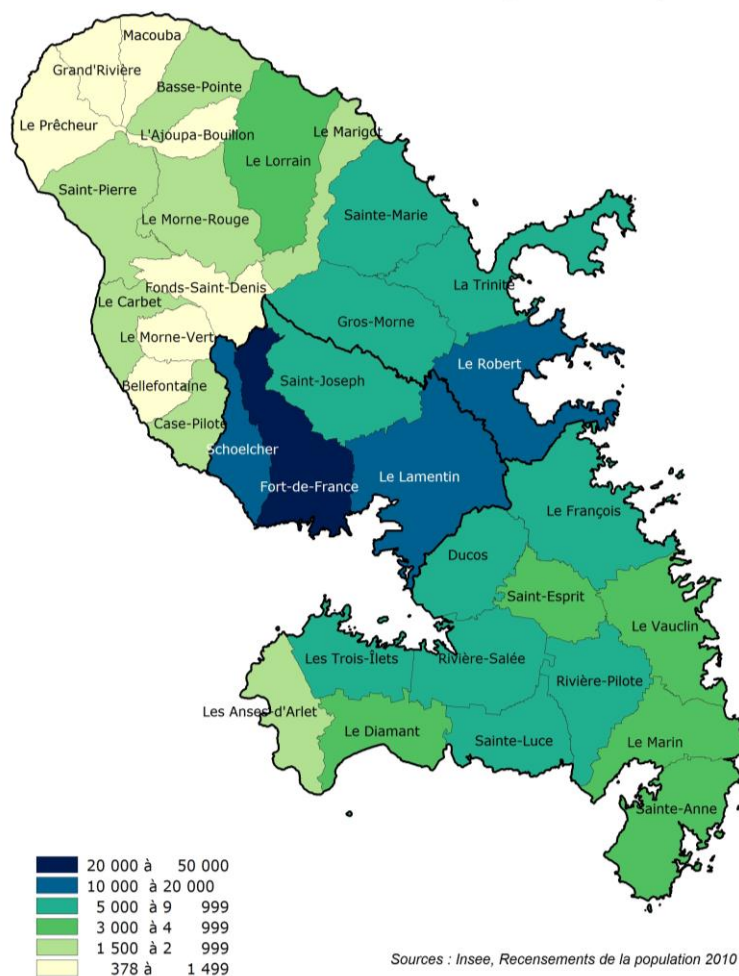 Macouba
Grand'Rivière
Basse-Pointe
Le Prêcheur
L'Ajoupa-Bouillon
Le Marigot
Le Lorrain
Saint-Pierre
Le Morne-Rouge
Sainte-Marie
Fonds-Saint-Denis
La Trinité
Le Carbet
Gros-Morne
Le Morne-Vert
Le Robert
Saint-Joseph
Bellefontaine
Case-Pilote
Schoelcher
Le Lamentin
Fort-de-France
Le François
Ducos
Saint-Esprit
Le Vauclin
Les Trois-Îlets
Rivière-Salée
Rivière-Pilote
Les Anses-d'Arlet
Le Diamant
Sainte-Luce
Le Marin
Sainte-Anne
20 000 à 50 000
10 000 à 20 000
5 000 à 9 999
3 000 à 4 999
1 500 à 2 999
378 à 1 499
Sources : Insee, Recensements de la population 2010